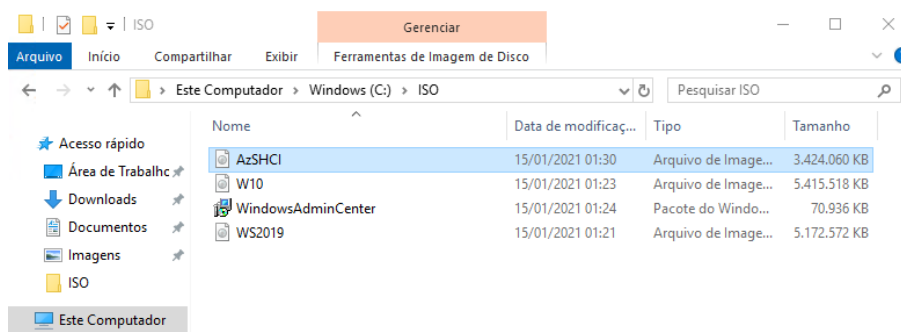 ISO
Gerenciar
Arquivo Início Compartilhar Exibir Ferramentas de Imagem de Disco
Este Computador > Windows (C:) > ISO Pesquisar ISO
Nome Data de modificaç... Tipo Tamanho
Acesso rápido
AzSHCI 15/01/2021 01:30 Arquivo de Image... 3.424.060 KB
Área de Trabalho
W10 15/01/2021 01:23 Arquivo de Image... 5.415.518 KB
Downloads
WindowsAdminCenter 15/01/2021 01:24 Pacote do Windo... 70.936 KB
Documentos
WS2019 15/01/2021 01:21 Arquivo de Image... 5.172.572 KB
Imagens
ISO
Este Computador